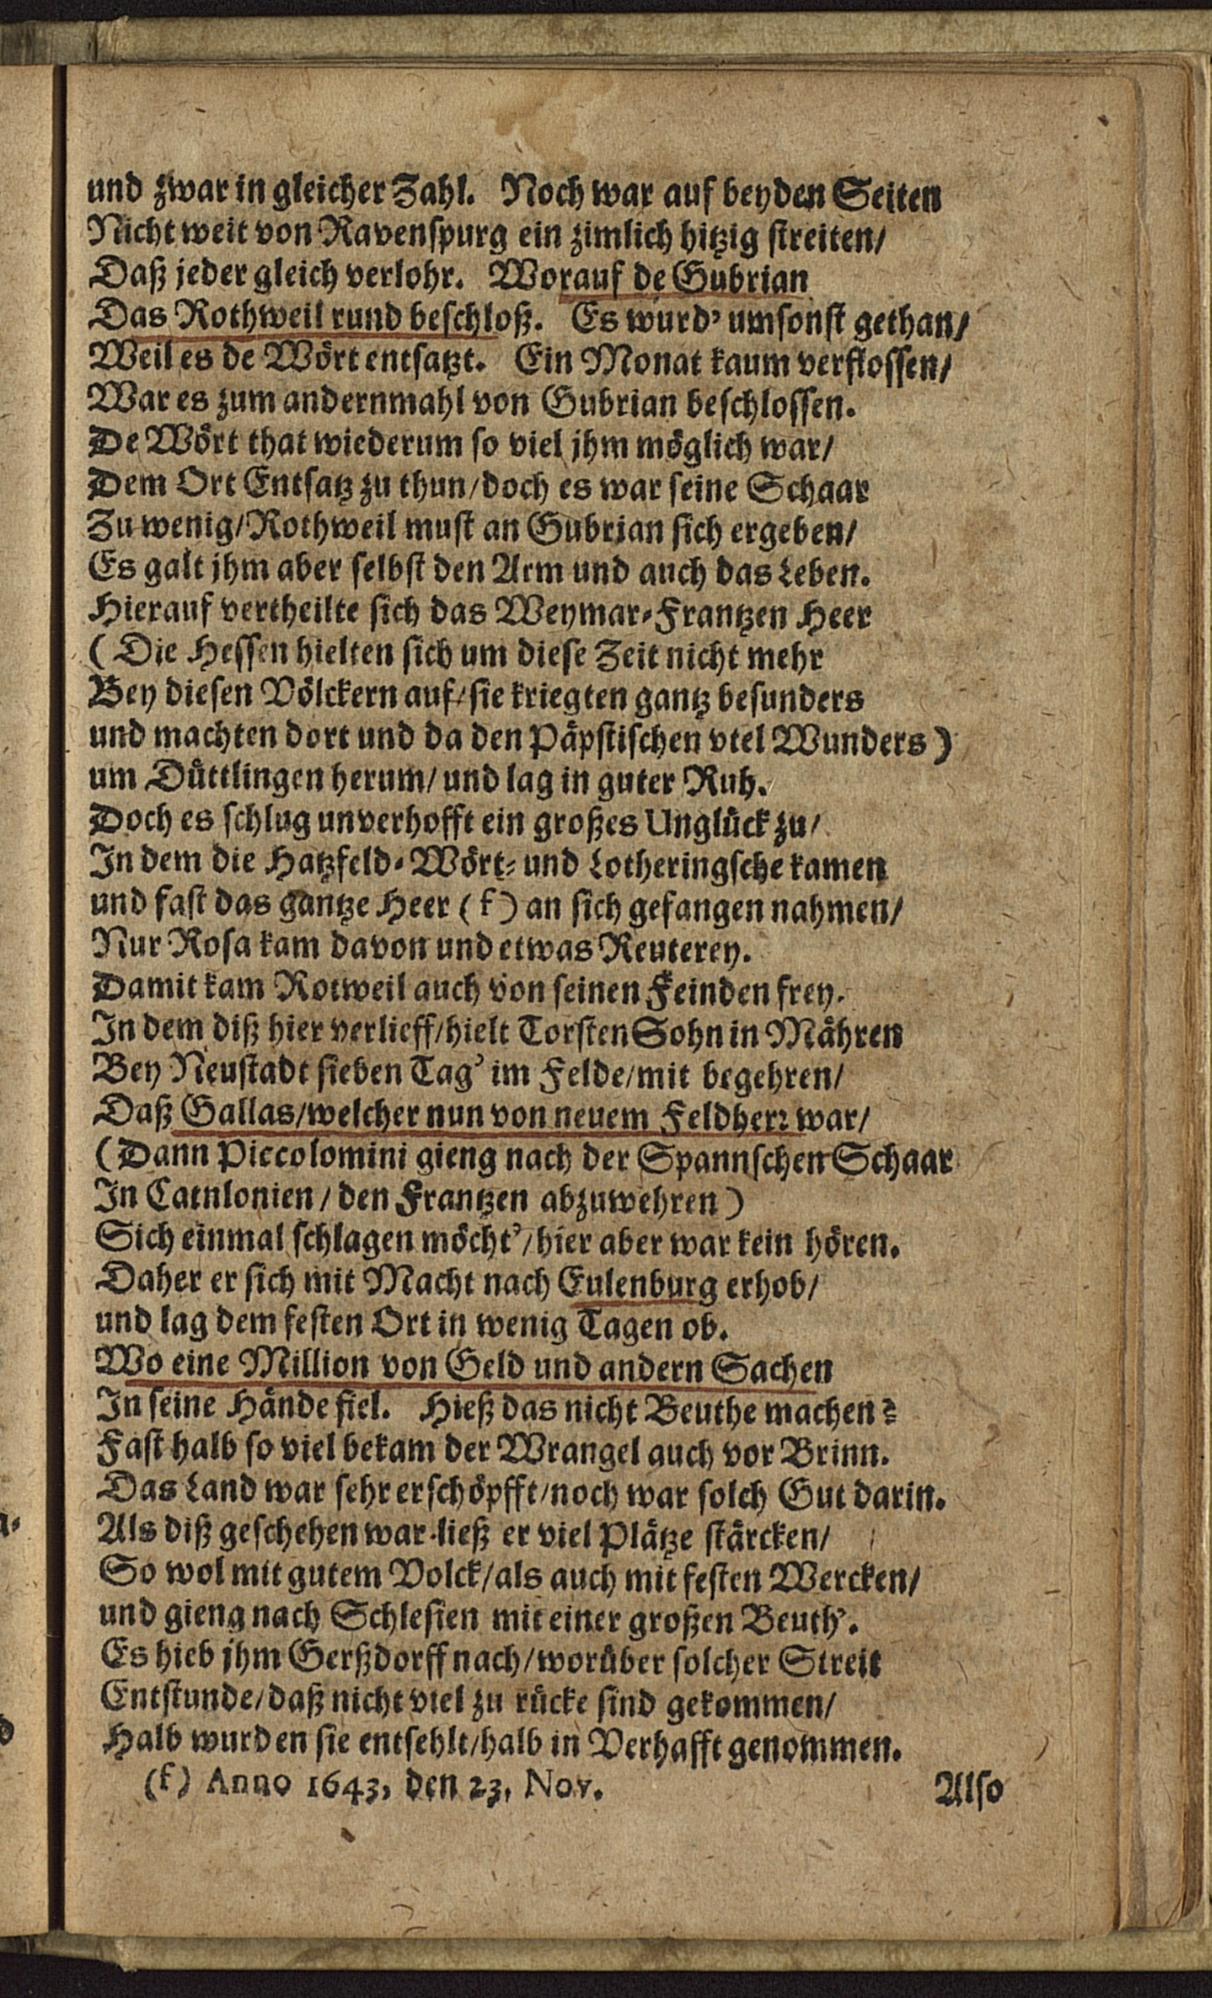 und zwar in gleicher Zahl. Noch war auf beyden Seiten
Nicht weit von Ravenspurg ein zimlich hitzig streiten/
Daß jeder gleich verlohr. Worauf de Gubrian
Das Rothweil rund beschloß. Es wurd' umsonst gethan/
Weil es de Wört entsatzt. Ein Monat kaum verflossen/
War es zum andernmahl von Gubrian beschlossen.
De Wört that wiederum so viel jhm möglich war/
Dem Ort Entsatz zu thun/doch es war seine Schaar
Zu wenig/Rothweil must an Gubrian sich ergeben/
Es galt jhm aber selbst den Arm und auch das Leben.
Hierauf vertheilte sich das Weymar-Frantzen Heer
(Die Hessen hielten sich um diese Zeit nicht mehr
Bey diesen Völckern auf/sie kriegten gantz besunders
und machten dort und da den Päpstischen vtel Wunders)
um Düttlingen herum/und lag in guter Ruh.
Doch es schlug unverhofft ein großes Unglück zu/
In dem die Hatzfeld-Wört- und Lotheringsche kamen
und fast das gantze Heer (f) an sich gefangen nahmen/
Nur Rosa kam davon und etwas Reuterey.
Damit kam Rotweil auch von seinen Feinden frey.
In dem diß hier verlieff/hielt TorstenSohn in Mähren
Bey Neustadt sieben Tag' im Felde/mit begehren/
Daß Gallas/welcher nun von neuem Feldherr war/
(Dann Piccolomini gieng nach der Spannschen Schaar
In Catnlonien/den Frantzen abzuwehren)
Sich einmal schlagen möcht'/hier aber war kein hören.
Daher er sich mit Macht nach Eulenburg erhob/
und lag dem festen Ort in wenig Tagen ob.
Wo eine Million von Geld und andern Sachen
In seine Hände fiel. Hieß das nicht Beuthe machen?
Fast halb so viel bekam der Wrangel auch vor Brinn.
Das Land war sehr erschöpfft/noch war solch Gut darin.
Als diß geschehen war ließ er viel Plätze stärcken/
So wol mit gutem Volck/als auch mit festen Wercken/
und gieng nach Schlesien mit einer großen Beuth'.
Es hieb jhm Gerßdorff nach/worüber solcher Streit
Entstunde/daß nicht viel zu rücke sind gekommen/
Halb wurden sie entsehlt/halb in Verhafft genommen.
(f) Anno 1643, den 23, Nov.
Also